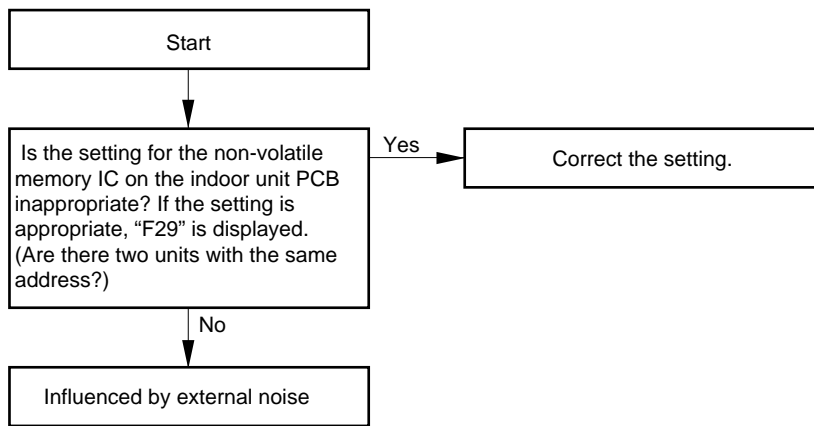 Start
Is the setting for the non-volatile
memory IC on the indoor unit PCB
inappropriate? If the setting is
appropriate, “F29” is displayed.
(Are there two units with the same
address?)
Yes
Correct the setting.
No
Influenced by external noise